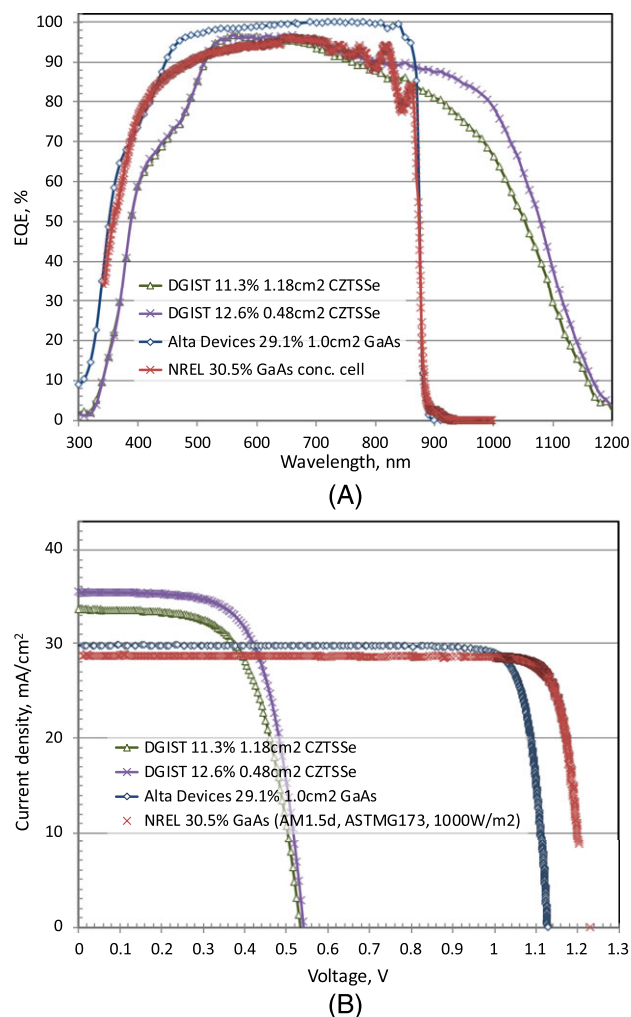 100
90
80
70
60
50
40
30
20
10
0
EQE, %
DGIST 11.3% 1.18cm2 CZTSSe
DGIST 12.6% 0.48cm2 CZTSSe
Alta Devices 29.1% 1.0cm2 GaAs
NREL 30.5% GaAs conc. cell
300 400 500 600 700 800 900 1000 1100 1200
Wavelength, nm
(A)
40
30
20
10
0
Current density, mA/cm²
DGIST 11.3% 1.18cm2 CZTSSe
DGIST 12.6% 0.48cm2 CZTSSe
Alta Devices 29.1% 1.0cm2 GaAs
NREL 30.5% GaAs (AM1.5d, ASTMG173, 1000W/m2)
0 0.1 0.2 0.3 0.4 0.5 0.6 0.7 0.8 0.9 1 1.1 1.2 1.3
Voltage, V
(B)